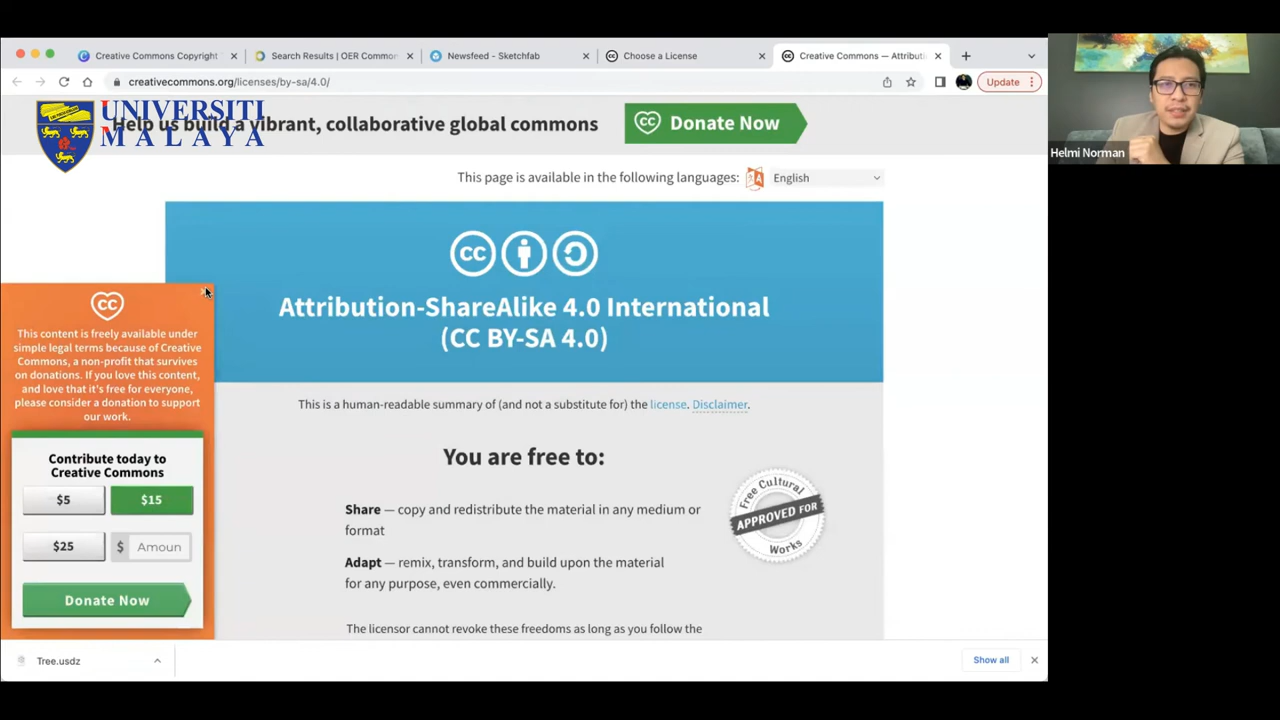 Creative Commons Copyright
Search Results | OER Common
Newsfeed - Sketchfab
Choose a License
Creative Commons — Attributi
creativecommons.org/licenses/by-sa/4.0/
Update
UNIVERSITI
MALAYA
Help us build a vibrant, collaborative global commons
Donate Now
This page is available in the following languages:
English
Helmi Norman
Attribution-ShareAlike 4.0 International
(CC BY-SA 4.0)
This is a human-readable summary of (and not a substitute for) the license. Disclaimer.
You are free to:
Share — copy and redistribute the material in any medium or
format
Adapt — remix, transform, and build upon the material
for any purpose, even commercially.
The licensor cannot revoke these freedoms as long as you follow the
Free Cultural
APPROVED FOR
Works
This content is freely available under
simple legal terms because of Creative
Commons, a non-profit that survives
on donations. If you love this content,
and love that it's free for everyone,
please consider a donation to support
our work.
Contribute today to
Creative Commons
$5
$15
$25
$ Amoun
Donate Now
Tree.usdz
Show all